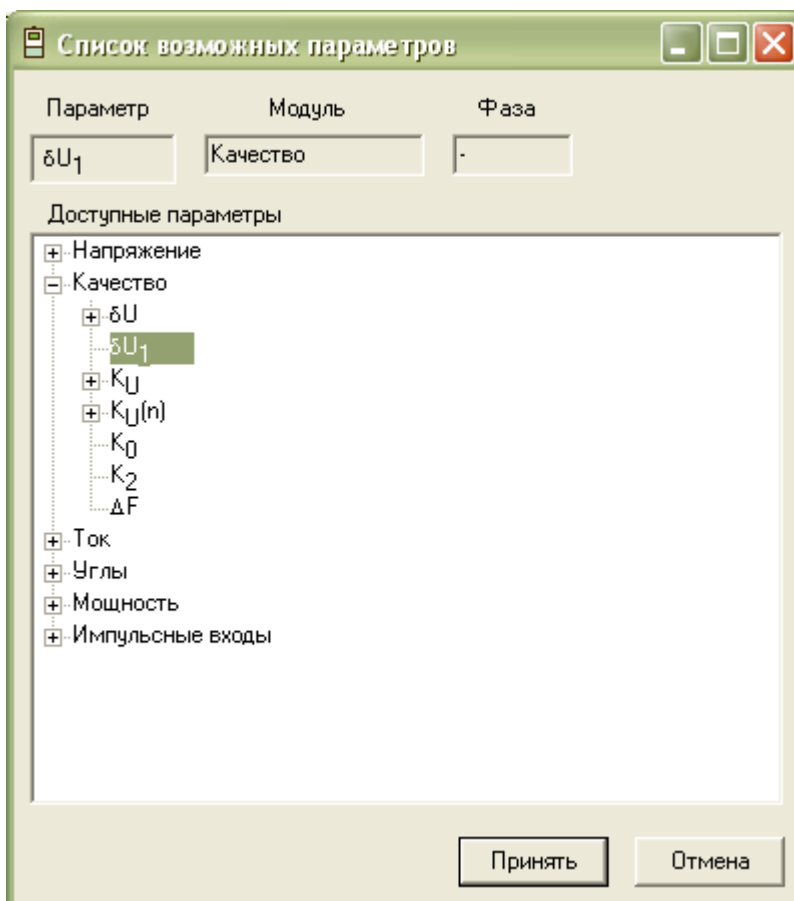 Список возможных параметров
Параметр Модуль Фаза
δU1 Качество -
Доступные параметры
Напряжение
Качество
δU
δU1
KU
KU(n)
K0
K2
ΔF
Ток
Углы
Мощность
Импульсные входы
Принять Отмена